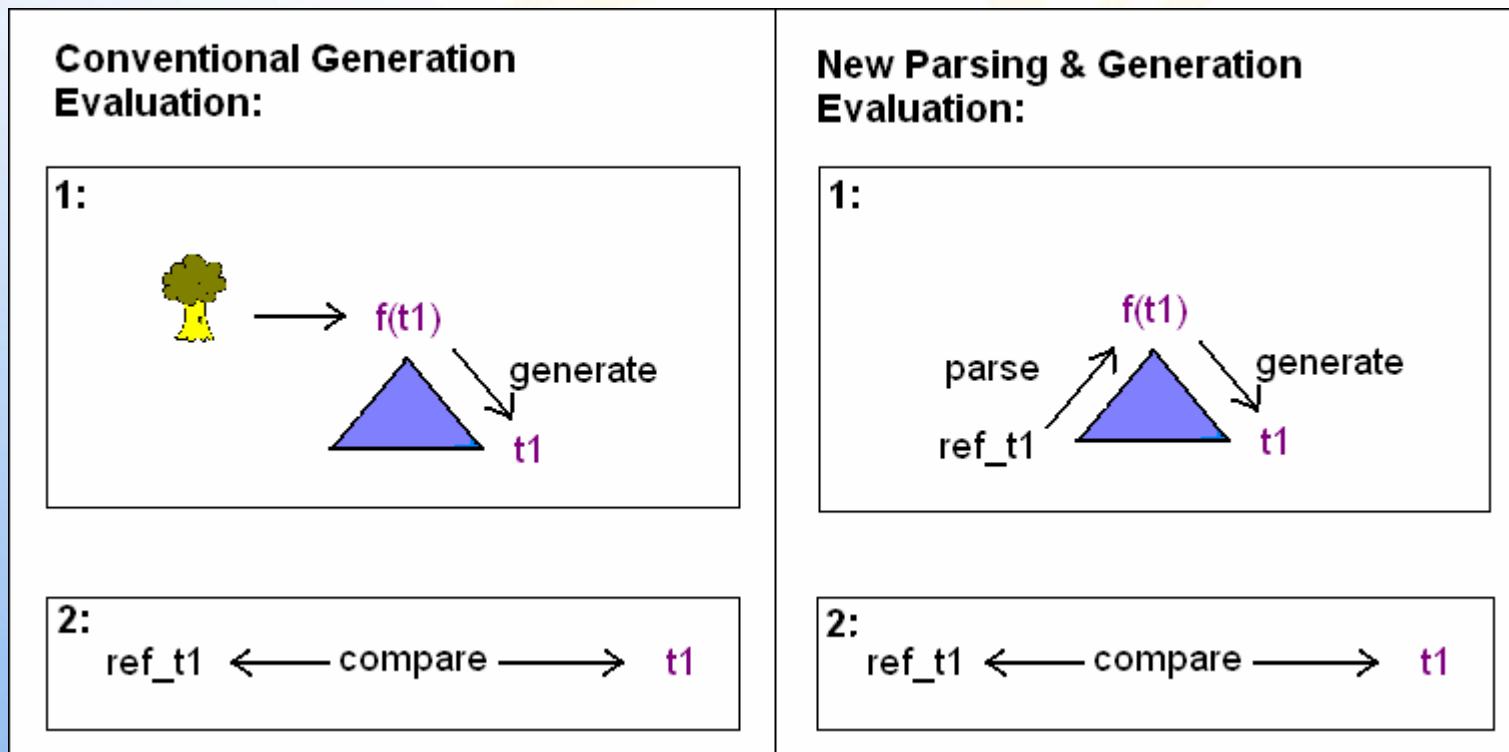 Conventional Generation
Evaluation:
1:
f(t1)
generate
t1
2:
ref_t1 compare t1
New Parsing & Generation
Evaluation:
1:
f(t1)
parse generate
ref_t1 t1
2:
ref_t1 compare t1